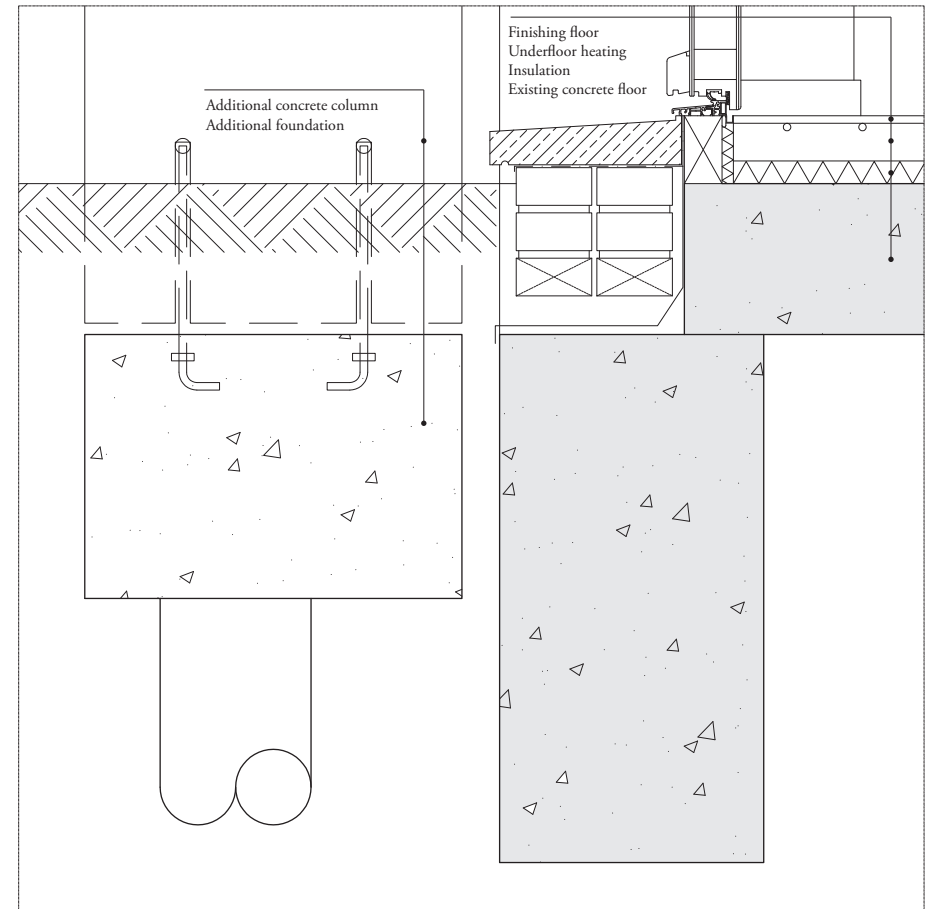 Finishing floor
Underfloor heating
Insulation
Existing concrete floor
Additional concrete column
Additional foundation